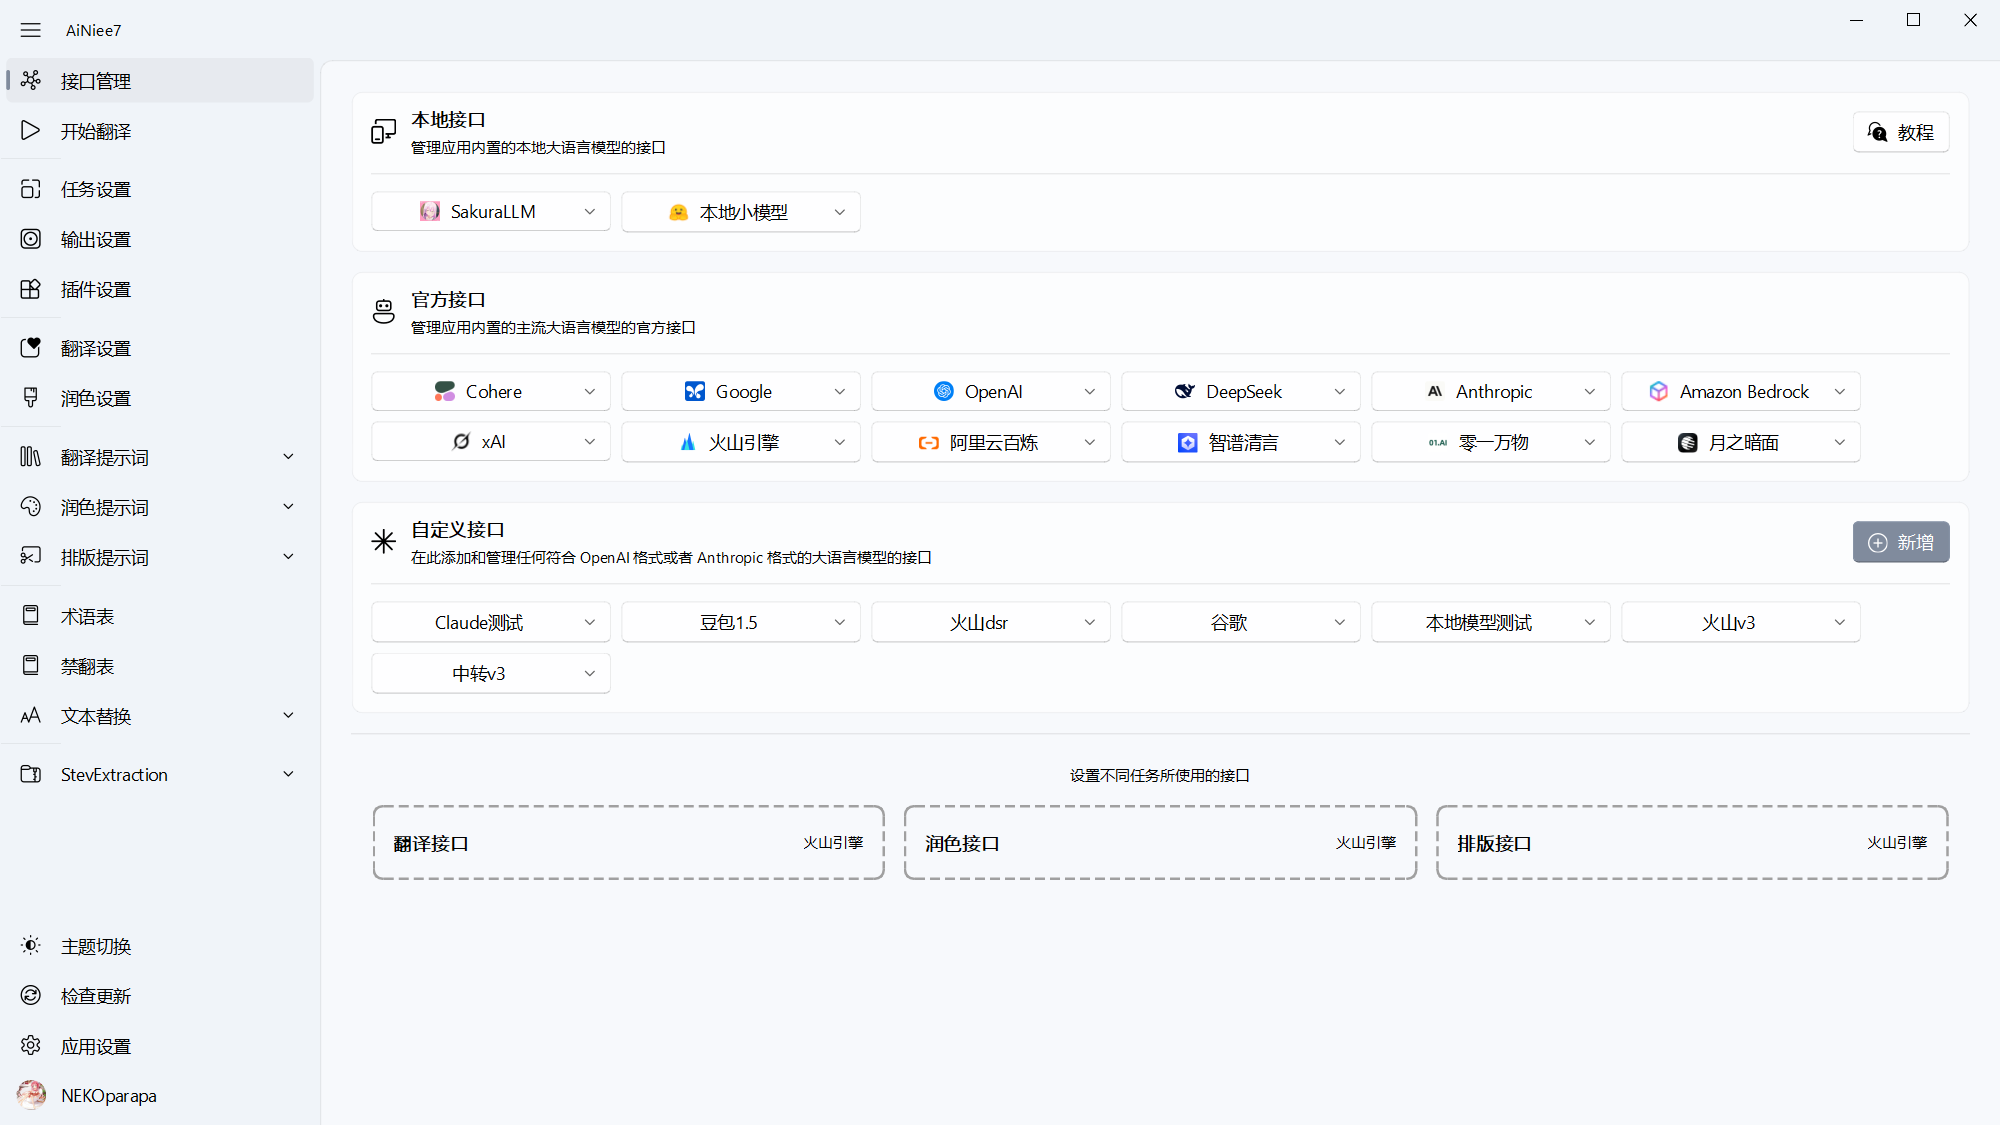 AiNiee7
接口管理
开始翻译
任务设置
输出设置
插件设置
翻译设置
润色设置
翻译提示词
润色提示词
排版提示词
术语表
禁翻表
文本替换
StevExtraction
主题切换
检查更新
应用设置
NEKOparapa
本地接口
管理应用内置的本地大语言模型的接口
教程
SakuraLLM
本地小模型
官方接口
管理应用内置的主流大语言模型的官方接口
Cohere
Google
OpenAI
DeepSeek
Anthropic
Amazon Bedrock
xAI
火山引擎
阿里云百炼
智谱清言
01.AI 零一万物
月之暗面
自定义接口
在此添加和管理任何符合 OpenAI 格式或者 Anthropic 格式的大语言模型的接口
新增
Claude测试
豆包1.5
火山dsr
谷歌
本地模型测试
火山v3
中转v3
设置不同任务所使用的接口
翻译接口 火山引擎
润色接口 火山引擎
排版接口 火山引擎